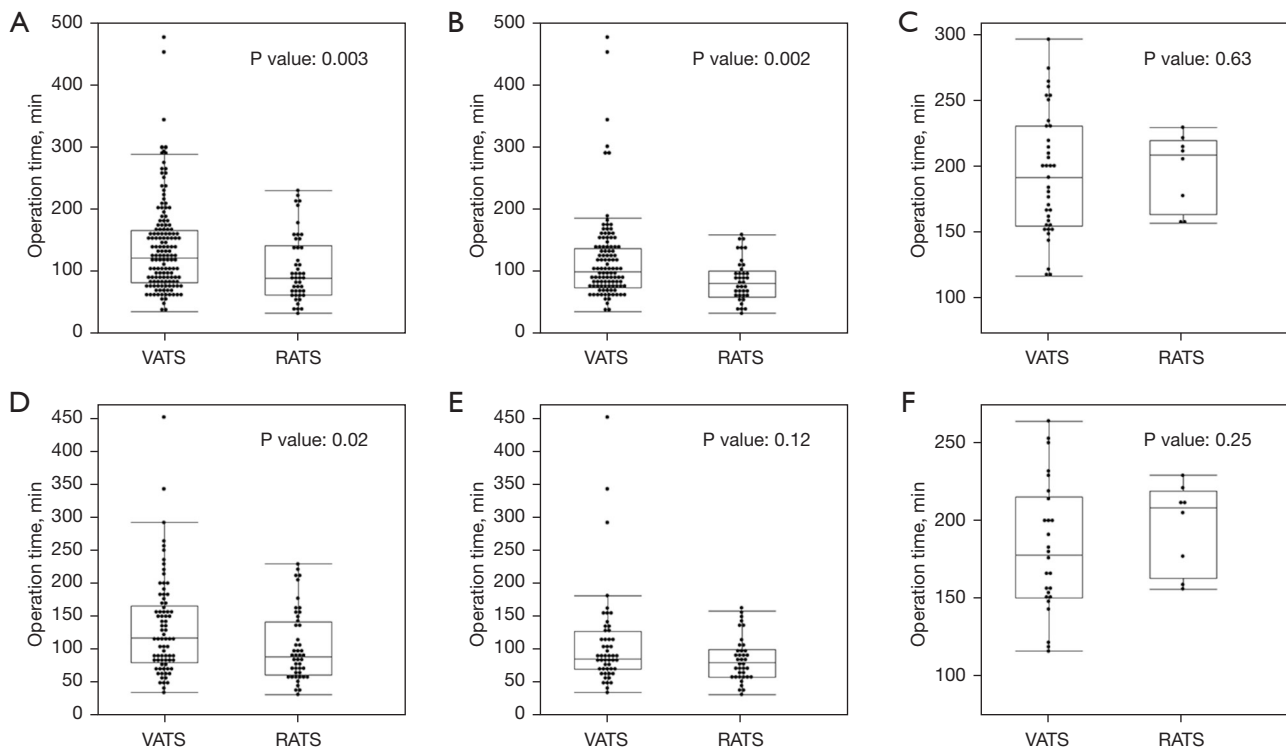 A
500
400
300
200
100
0
Operation time, min
P value: 0.003
VATS RATS
B
500
400
300
200
100
0
Operation time, min
P value: 0.002
VATS RATS
C
300
250
200
150
100
Operation time, min
P value: 0.63
VATS RATS
D
450
400
350
300
250
200
150
100
50
0
Operation time, min
P value: 0.02
VATS RATS
E
450
400
350
300
250
200
150
100
50
0
Operation time, min
P value: 0.12
VATS RATS
F
250
200
150
100
Operation time, min
P value: 0.25
VATS RATS